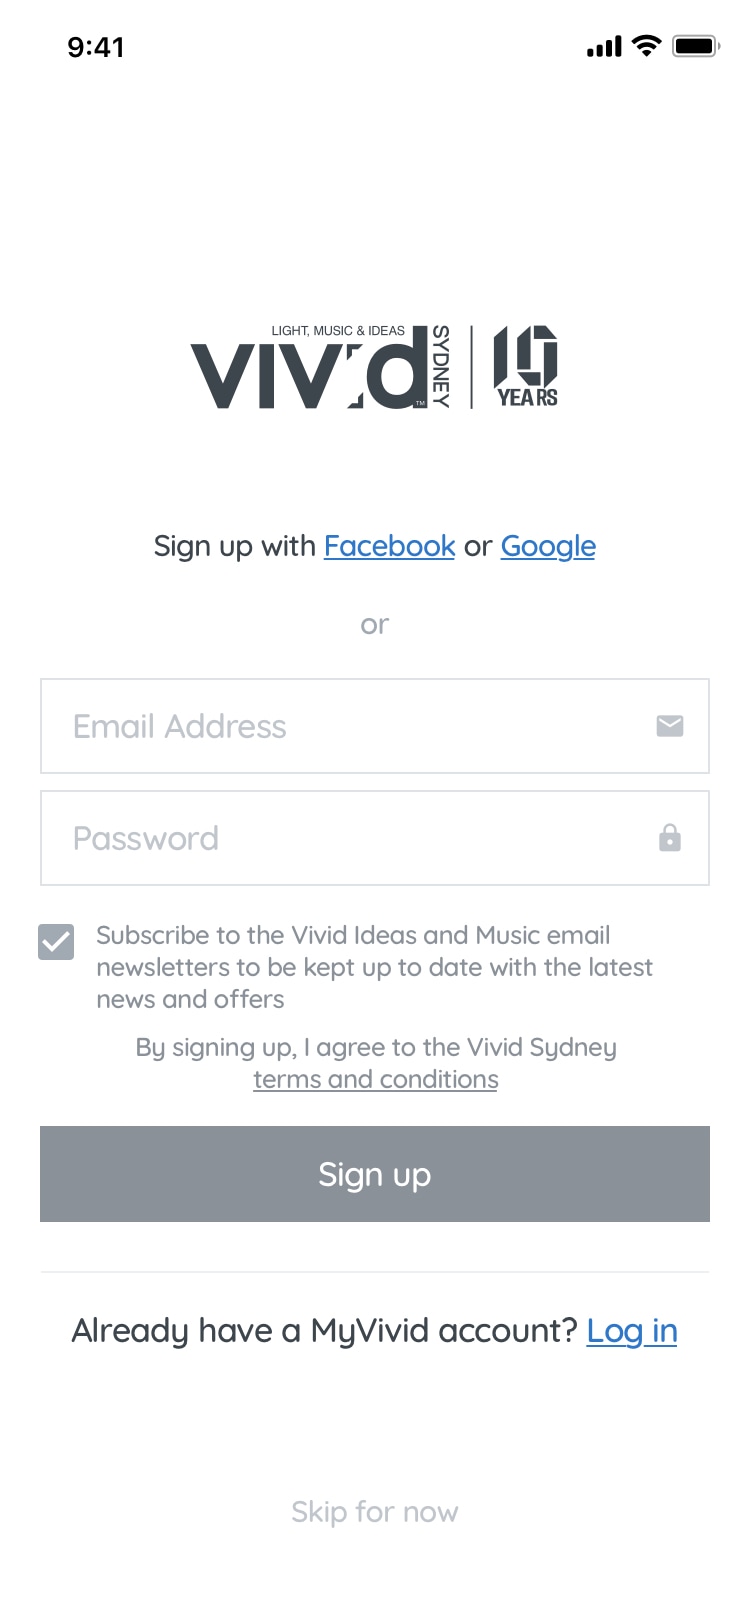 9:41
LIGHT, MUSIC & IDEAS
vivid
TM
SYDNEY
10
YEARS
Sign up with Facebook or Google
or
Email Address
Password
Subscribe to the Vivid Ideas and Music email
newsletters to be kept up to date with the latest
news and offers
By signing up, I agree to the Vivid Sydney
terms and conditions
Sign up
Already have a MyVivid account? Log in
Skip for now